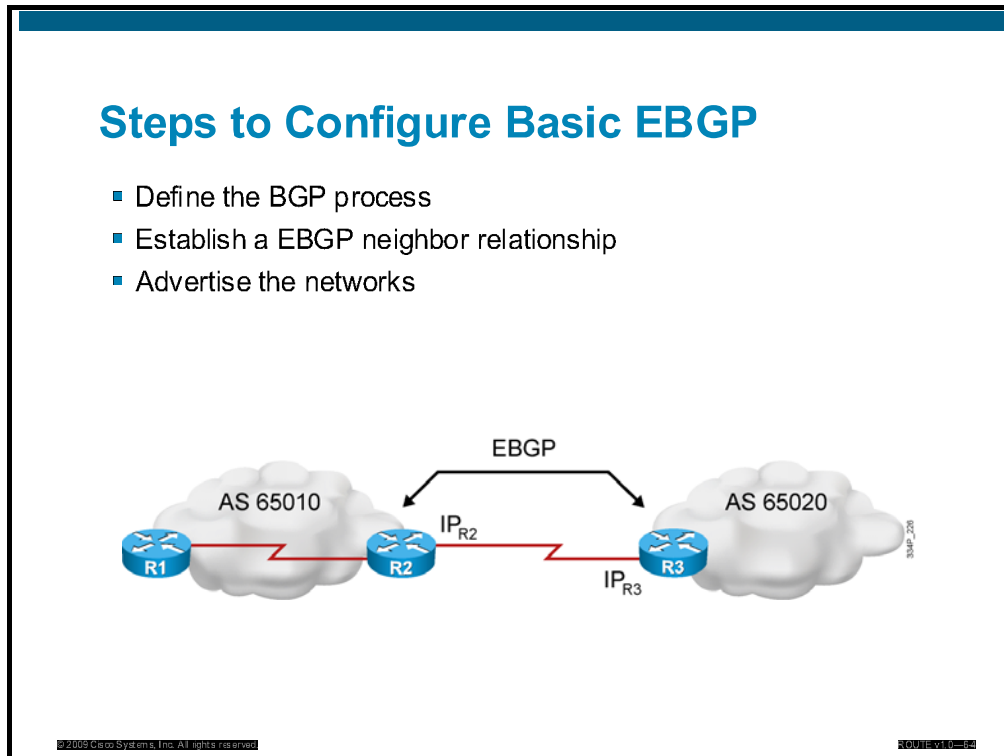 Steps to Configure Basic EBGP
Define the BGP process
Establish a EBGP neighbor relationship
Advertise the networks
EBGP
AS 65010
AS 65020
IPR2
R1
R2
R3
IPR3
334P_226
© 2009 Cisco Systems, Inc. All rights reserved.
ROUTE v1.0—6-4